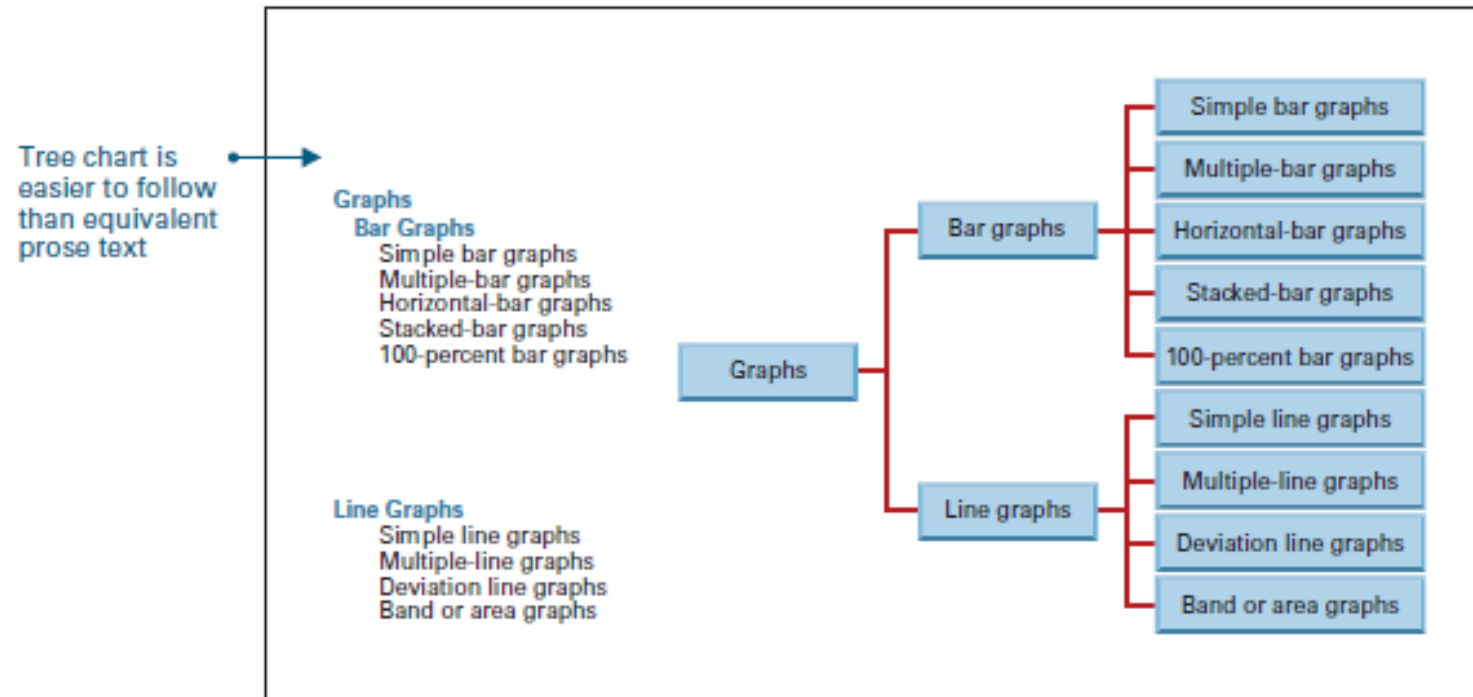 Tree chart is
easier to follow
than equivalent
prose text
Graphs
Bar Graphs
Simple bar graphs
Multiple-bar graphs
Horizontal-bar graphs
Stacked-bar graphs
100-percent bar graphs
Line Graphs
Simple line graphs
Multiple-line graphs
Deviation line graphs
Band or area graphs
Graphs
Bar graphs
Simple bar graphs
Multiple-bar graphs
Horizontal-bar graphs
Stacked-bar graphs
100-percent bar graphs
Line graphs
Simple line graphs
Multiple-line graphs
Deviation line graphs
Band or area graphs